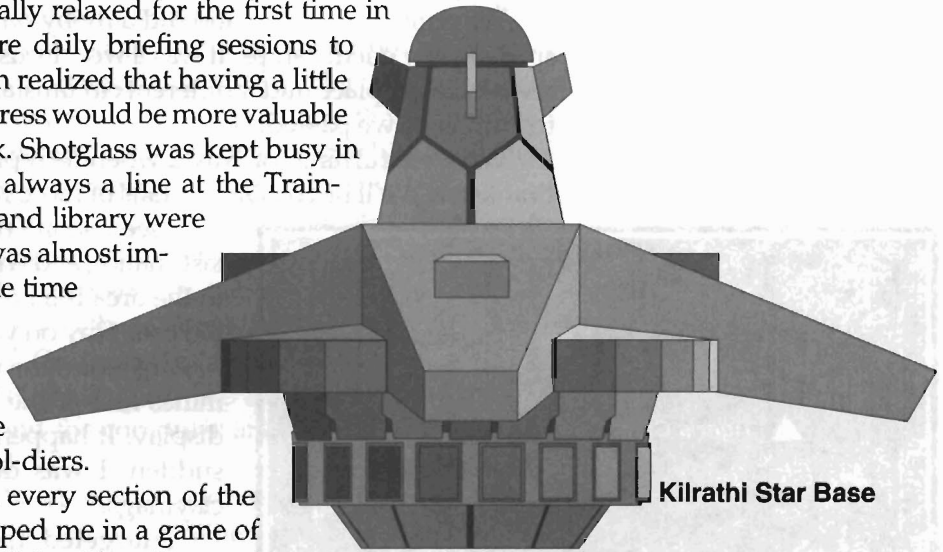 ally relaxed for the first time in
re daily briefing sessions to
n realized that having a little
ress would be more valuable
k. Shotglass was kept busy in
always a line at the Train-
and library were
vas almost im-
e time
e
ol-diers.
every section of the
ped me in a game of
Kilrathi Star Base